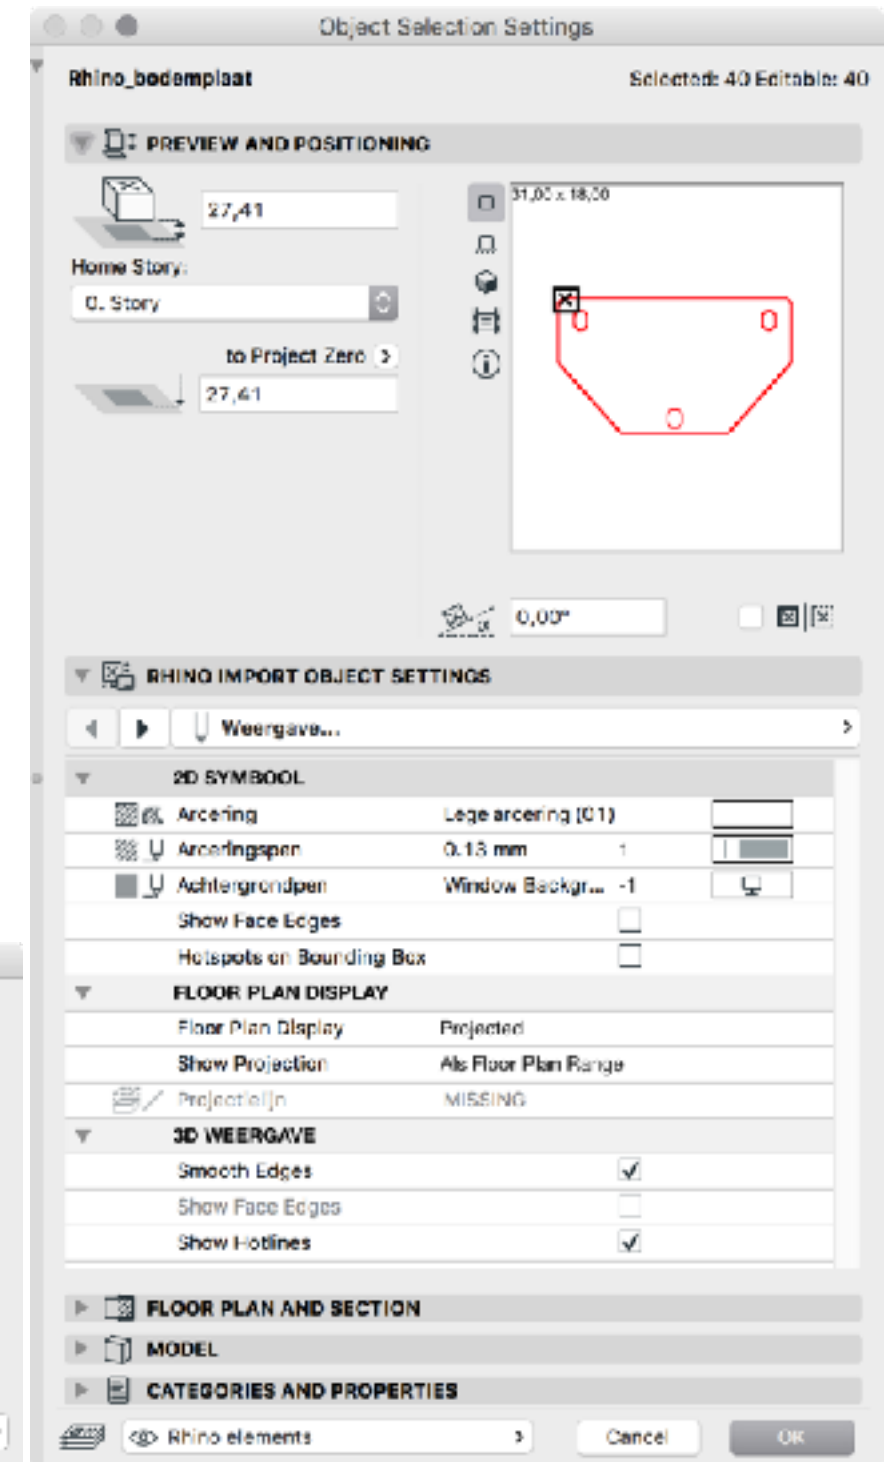 Object Selection Settings
Rhino_bodemplaat
Selected: 40 Editable: 40
PREVIEW AND POSITIONING
27,41
31,00 x 18,00
Home Story:
0. Story
to Project Zero
27,41
0,00°
RHINO IMPORT OBJECT SETTINGS
Weergave...
2D SYMBOOL
Arcering Lege arcering (01)
Arceringspen 0.13 mm 1
Achtergrondpen Window Backgr... -1
Show Face Edges
Hotspots on Bounding Box
FLOOR PLAN DISPLAY
Floor Plan Display Projected
Show Projection Als Floor Plan Range
Projectielijn MISSING
3D WEERGAVE
Smooth Edges
Show Face Edges
Show Hotlines
FLOOR PLAN AND SECTION
MODEL
CATEGORIES AND PROPERTIES
Rhino elements
Cancel
OK